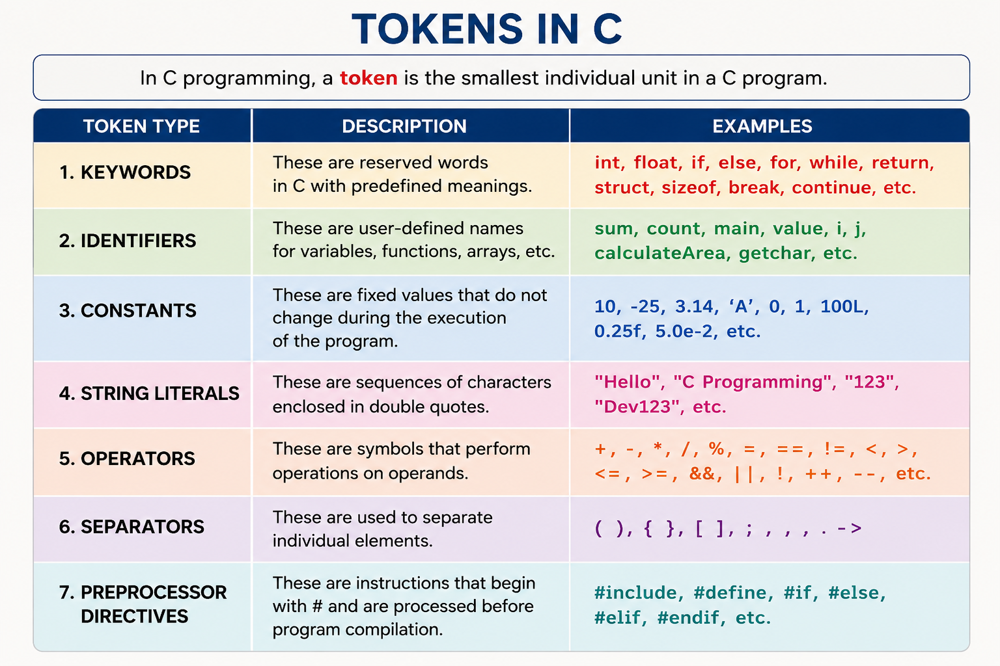 TOKENS IN C
In C programming, a token is the smallest individual unit in a C program.
TOKEN TYPE
DESCRIPTION
EXAMPLES
1. KEYWORDS
These are reserved words
in C with predefined meanings.
int, float, if, else, for, while, return,
struct, sizeof, break, continue, etc.
2. IDENTIFIERS
These are user-defined names
for variables, functions, arrays, etc.
sum, count, main, value, i, j,
calculateArea, getchar, etc.
3. CONSTANTS
These are fixed values that do not
change during the execution
of the program.
10, -25, 3.14, ‘A’, 0, 1, 100L,
0.25f, 5.0e-2, etc.
4. STRING LITERALS
These are sequences of characters
enclosed in double quotes.
"Hello", "C Programming", "123",
"Dev123", etc.
5. OPERATORS
These are symbols that perform
operations on operands.
+, -, *, /, %, =, ==, !=, <, >,
<=, >=, &&, ||, !, ++, --, etc.
6. SEPARATORS
These are used to separate
individual elements.
( ), { }, [ ], ; , , , . ->
7. PREPROCESSOR
DIRECTIVES
These are instructions that begin
with # and are processed before
program compilation.
#include, #define, #if, #else,
#elif, #endif, etc.